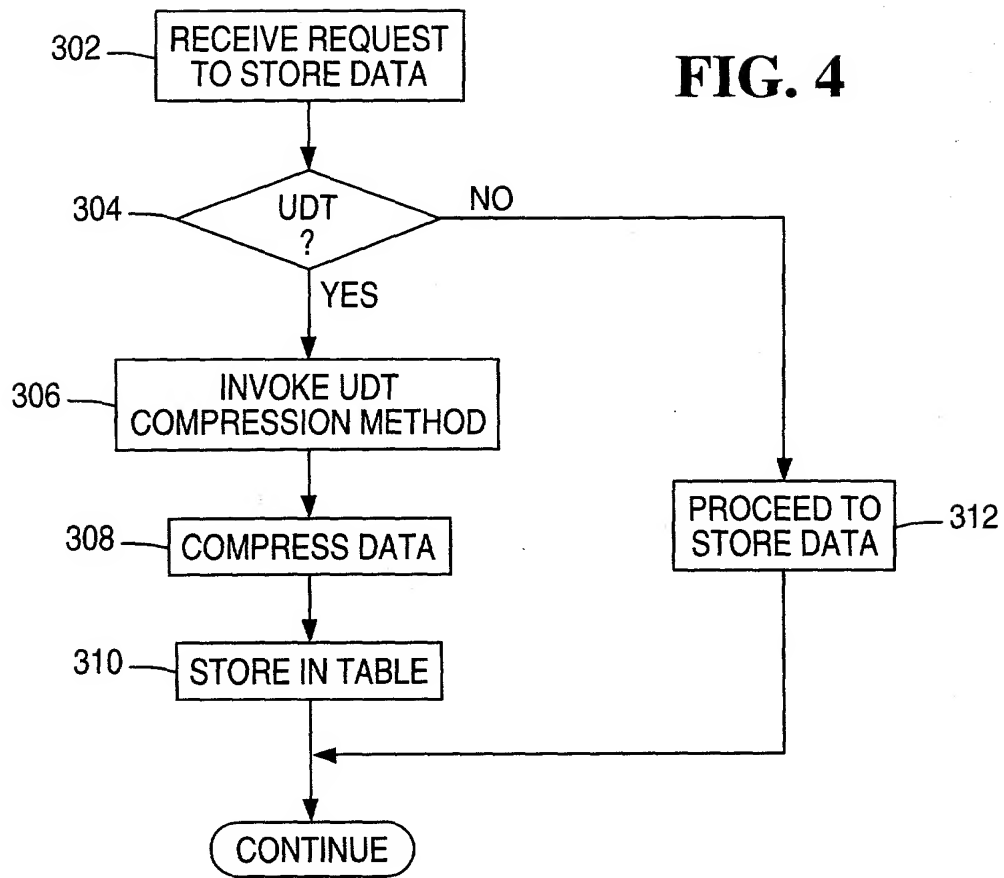 302
RECEIVE REQUEST
TO STORE DATA
FIG. 4
304
UDT
?
NO
YES
306
INVOKE UDT
COMPRESSION METHOD
308
COMPRESS DATA
PROCEED TO
STORE DATA
312
310
STORE IN TABLE
CONTINUE